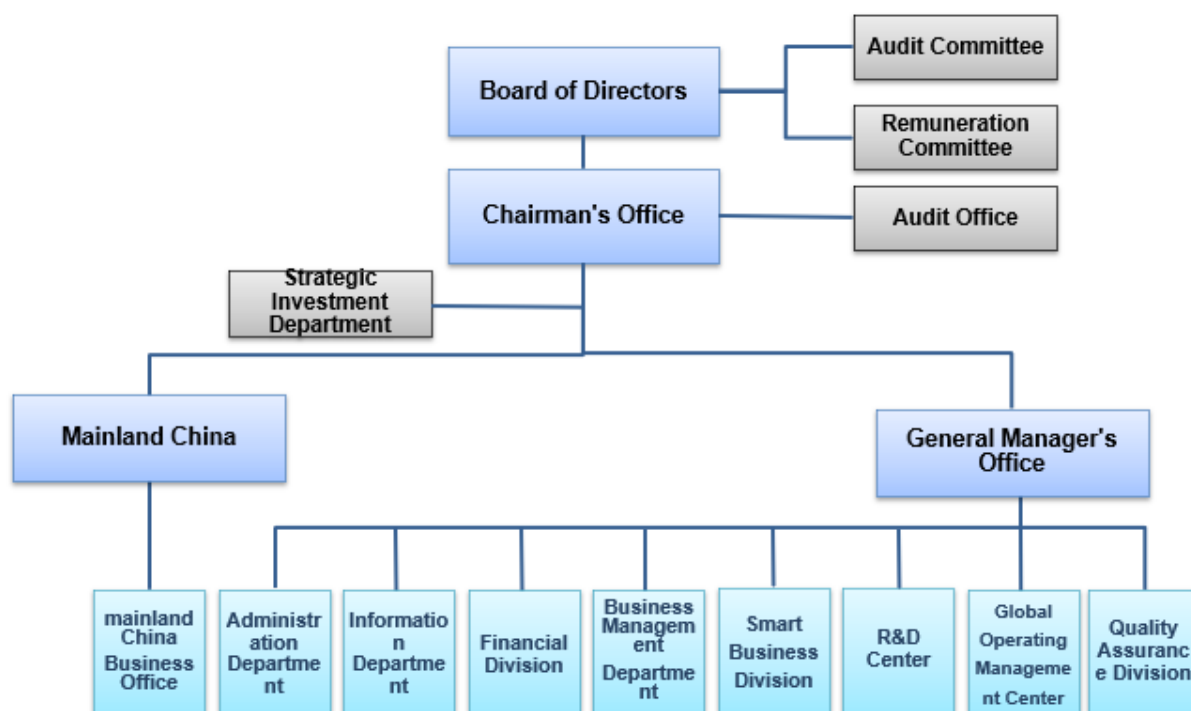 Audit Committee
Board of Directors
Remuneration
Committee
Chairman's Office
Audit Office
Strategic
Investment
Department
Mainland China
General Manager's
Office
mainland
China
Business
Office
Administr
ation
Department
Informatio
n
Departme
nt
Financial
Division
Business
Managem
ent
Departme
nt
Smart
Business
Division
R&D
Center
Global
Operating
Manageme
nt Center
Quality
Assuranc
e Division